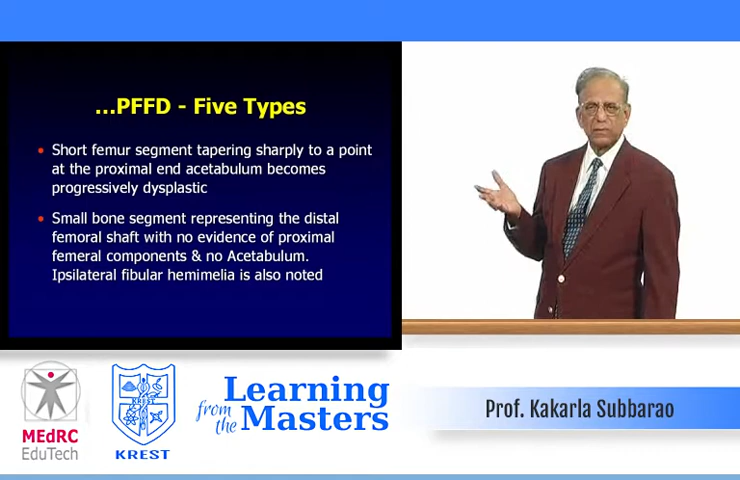 ...PFFD - Five Types
Short femur segment tapering sharply to a point
at the proximal end acetabulum becomes
progressively dysplastic
Small bone segment representing the distal
femoral shaft with no evidence of proximal
femeral components & no Acetabulum.
Ipsilateral fibular hemimelia is also noted
MEdRC
EduTech
KREST
KREST
Learning
from the
Masters
Prof. Kakarla Subbarao